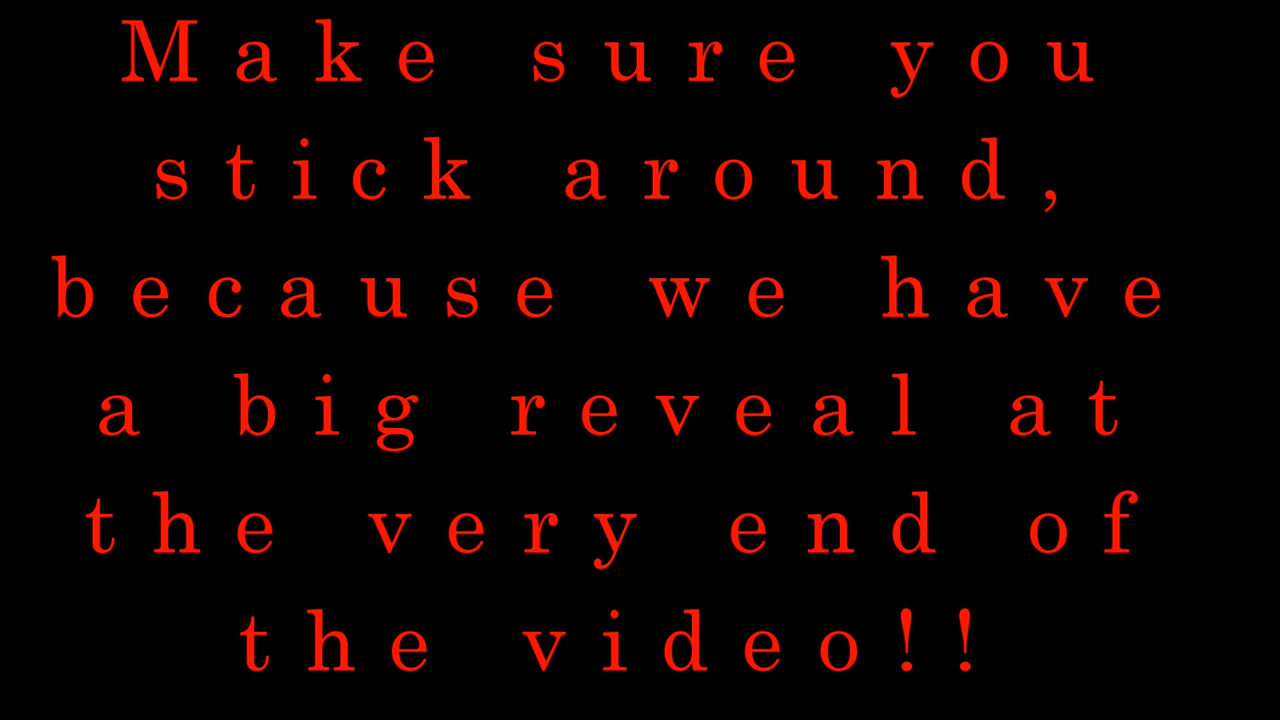 Make sure you
stick around,
because we have
a big reveal at
the very end of
the video!!